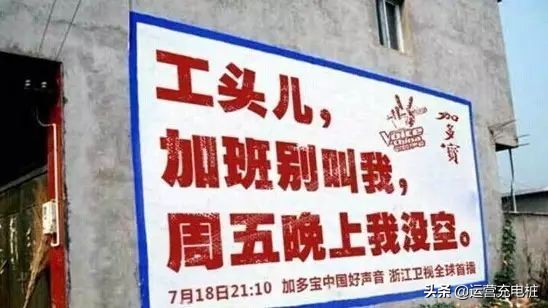 工头儿，
加班别叫我，
周五晚上我没空。
Voice
China
加多宝
7月18日21:10 加多宝中国好声音 浙江卫视全球首播
头条@运营充电桩